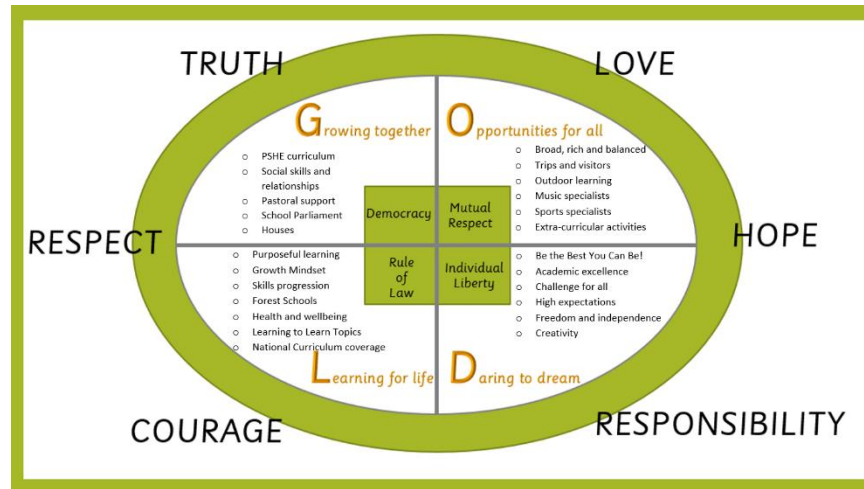 TRUTH
LOVE
Growing together
Opportunities for all
o PSHE curriculum
o Social skills and
relationships
o Pastoral support
o School Parliament
o Houses
o Broad, rich and balanced
o Trips and visitors
o Outdoor learning
o Music specialists
o Sports specialists
o Extra-curricular activities
Democracy
Mutual
Respect
RESPECT
HOPE
o Purposeful learning
o Growth Mindset
o Skills progression
o Forest Schools
o Health and wellbeing
o Learning to Learn Topics
o National Curriculum coverage
Rule
of
Law
Individual
Liberty
o Be the Best You Can Be!
o Academic excellence
o Challenge for all
o High expectations
o Freedom and independence
o Creativity
Learning for life
Daring to dream
COURAGE
RESPONSIBILITY